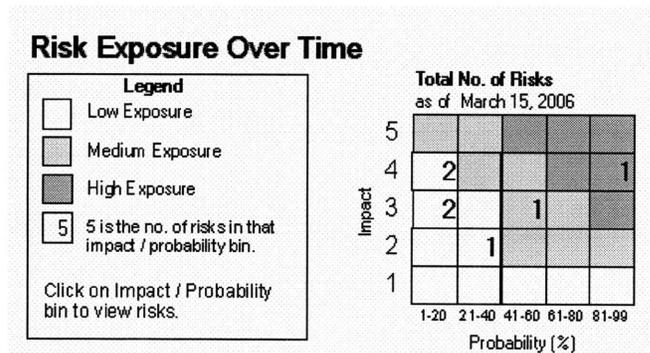 Risk Exposure Over Time
Legend
Low Exposure
Medium Exposure
High Exposure
5 5 is the no. of risks in that
impact / probability bin.
Click on Impact / Probability
bin to view risks.
Total No. of Risks
as of March 15, 2006
Impact
5
4 2 1
3 2 1
2 1
1
1-20 21-40 41-60 61-80 81-99
Probability (%)